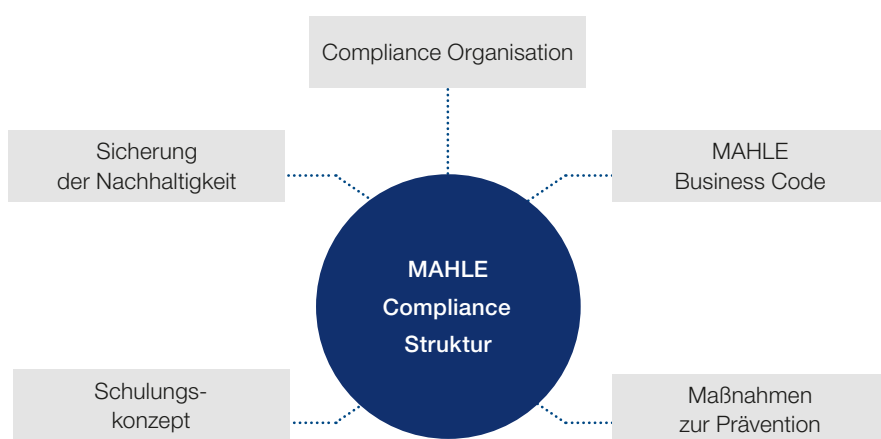 Compliance Organisation
Sicherung
der Nachhaltigkeit
MAHLE
Business Code
MAHLE
Compliance
Struktur
Schulungs-
konzept
Maßnahmen
zur Prävention